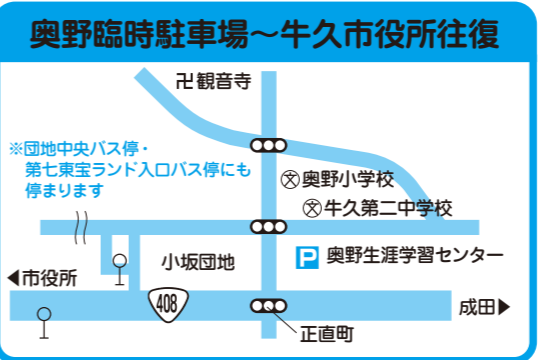 奥野臨時駐車場～牛久市役所往復
卍観音寺
※団地中央バス停・
第七東宝ランド入口バス停にも
停まります
文奥野小学校
文牛久第二中学校
小坂団地
P 奥野生涯学習センター
◀市役所
408
成田▶
正直町